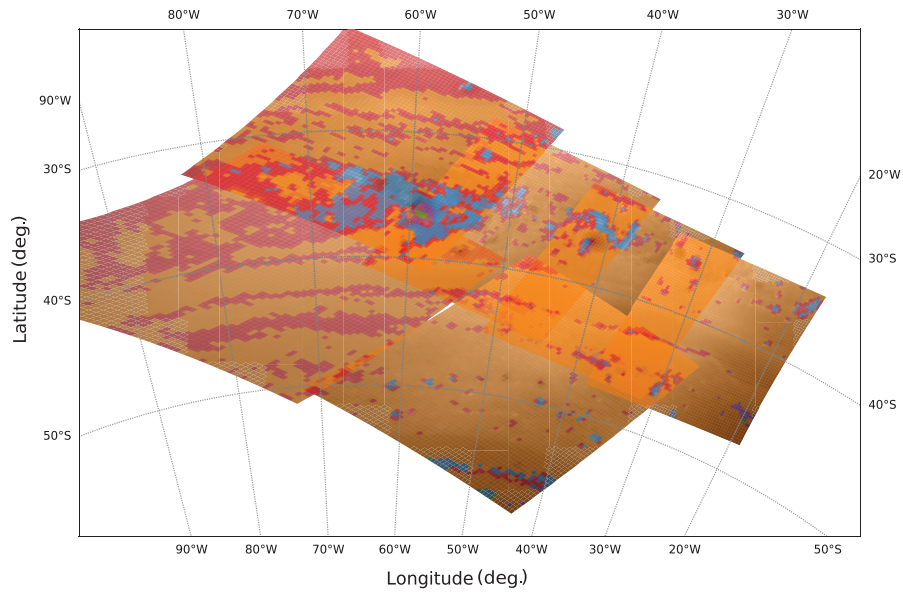 80°W 70°W 60°W 50°W 40°W 30°W
90°W
30°S
20°W
30°S
40°S
40°S
50°S
90°W 80°W 70°W 60°W 50°W 40°W 30°W 20°W 50°S
Latitude (deg.)
Longitude (deg.)